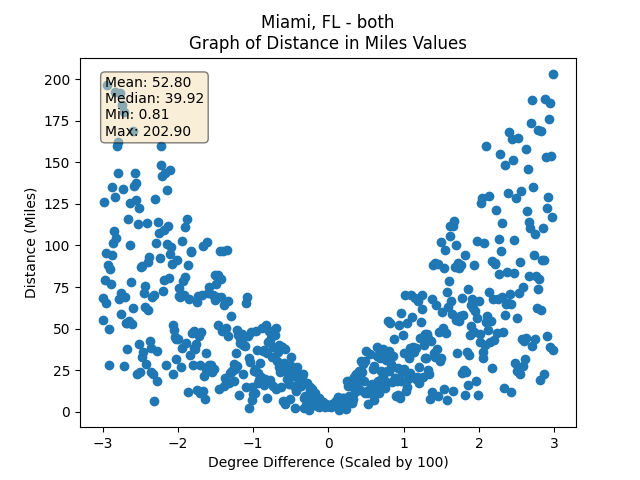 Miami, FL - both
Graph of Distance in Miles Values
Mean: 52.80
Median: 39.92
Min: 0.81
Max: 202.90
Distance (Miles)
200
175
150
125
100
75
50
25
0
−3
−2
−1
0
1
2
3
Degree Difference (Scaled by 100)